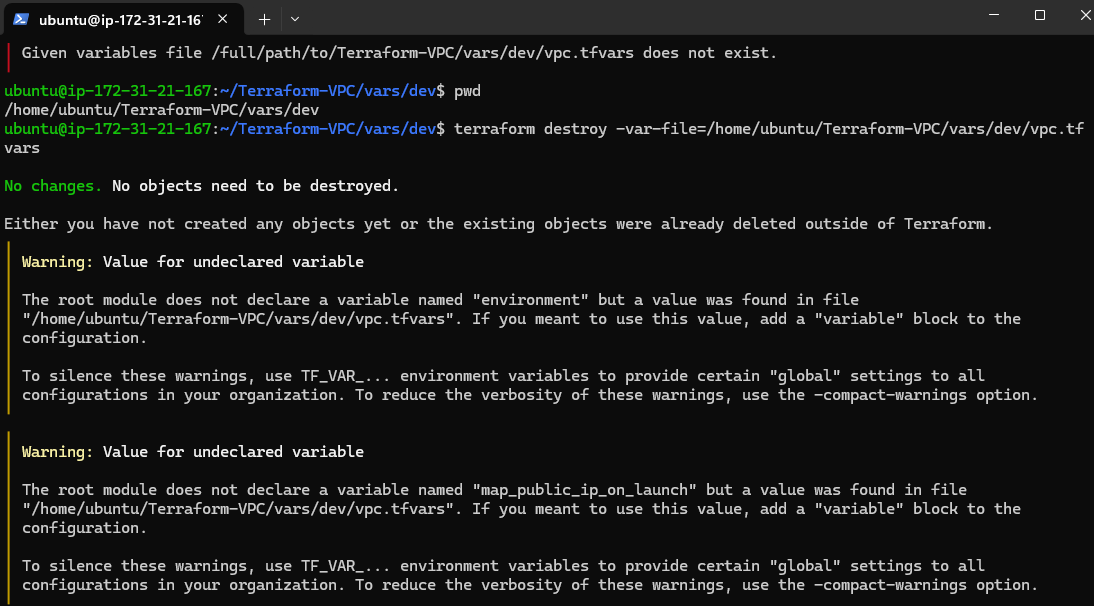 ubuntu@ip-172-31-21-16
Given variables file /full/path/to/Terraform-VPC/vars/dev/vpc.tfvars does not exist.
ubuntu@ip-172-31-21-167:~/Terraform-VPC/vars/dev$ pwd
/home/ubuntu/Terraform-VPC/vars/dev
ubuntu@ip-172-31-21-167:~/Terraform-VPC/vars/dev$ terraform destroy -var-file=/home/ubuntu/Terraform-VPC/vars/dev/vpc.tf
vars
No changes. No objects need to be destroyed.
Either you have not created any objects yet or the existing objects were already deleted outside of Terraform.
Warning: Value for undeclared variable
The root module does not declare a variable named "environment" but a value was found in file
"/home/ubuntu/Terraform-VPC/vars/dev/vpc.tfvars". If you meant to use this value, add a "variable" block to the
configuration.
To silence these warnings, use TF_VAR_... environment variables to provide certain "global" settings to all
configurations in your organization. To reduce the verbosity of these warnings, use the -compact-warnings option.
Warning: Value for undeclared variable
The root module does not declare a variable named "map_public_ip_on_launch" but a value was found in file
"/home/ubuntu/Terraform-VPC/vars/dev/vpc.tfvars". If you meant to use this value, add a "variable" block to the
configuration.
To silence these warnings, use TF_VAR_... environment variables to provide certain "global" settings to all
configurations in your organization. To reduce the verbosity of these warnings, use the -compact-warnings option.